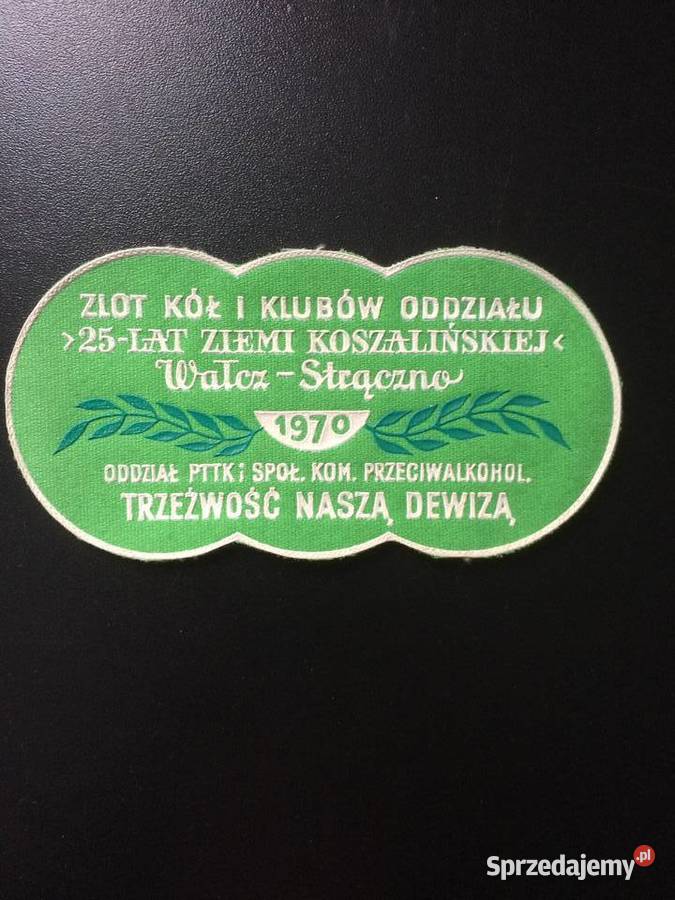 ZLOT KÓŁ I KLUBÓW ODDZIAŁU
>25-LAT ZIEMI KOSZALIŃSKIEJ<
Wałcz - Strączno
1970
ODDZIAŁ PTTK i SPOŁ. KOM. PRZECIWALKOHOL.
TRZEŹWOŚĆ NASZĄ DEWIZĄ
Sprzedajemy.pl